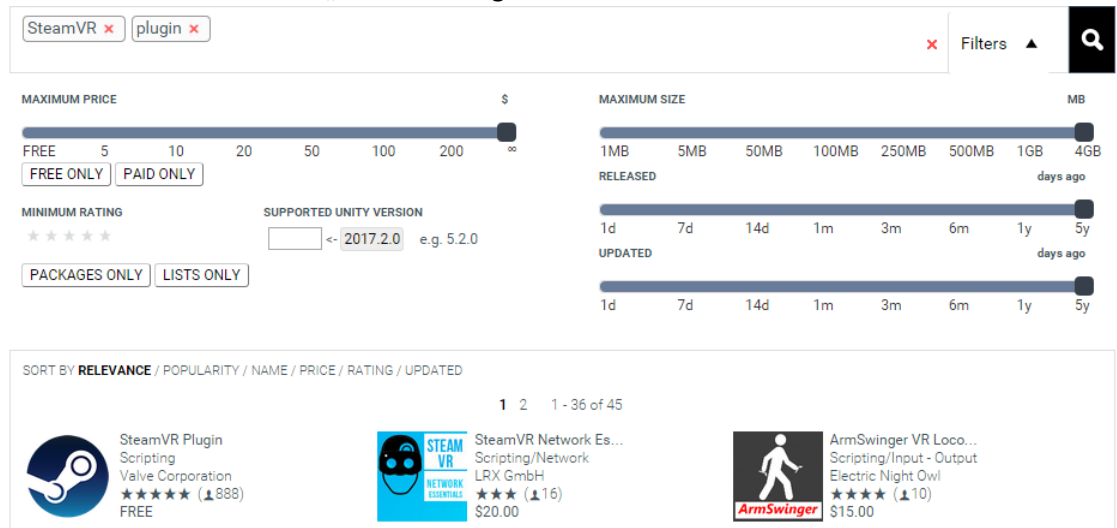 SteamVR × plugin ×
× Filters ▲
MAXIMUM PRICE $
FREE 5 10 20 50 100 200 ∞
FREE ONLY PAID ONLY
MINIMUM RATING
SUPPORTED UNITY VERSION
<- 2017.2.0 e.g. 5.2.0
PACKAGES ONLY LISTS ONLY
MAXIMUM SIZE MB
1MB 5MB 50MB 100MB 250MB 500MB 1GB 4GB
RELEASED days ago
1d 7d 14d 1m 3m 6m 1y 5y
UPDATED days ago
1d 7d 14d 1m 3m 6m 1y 5y
SORT BY RELEVANCE / POPULARITY / NAME / PRICE / RATING / UPDATED
1 2 1 - 36 of 45
SteamVR Plugin
Scripting
Valve Corporation
★★★★★ (888)
FREE
STEAM
VR
NETWORK
ESSENTIALS
SteamVR Network Es...
Scripting/Network
LRX GmbH
★★★ (16)
$20.00
ArmSwinger
ArmSwinger VR Loco...
Scripting/Input - Output
Electric Night Owl
★★★★ (10)
$15.00